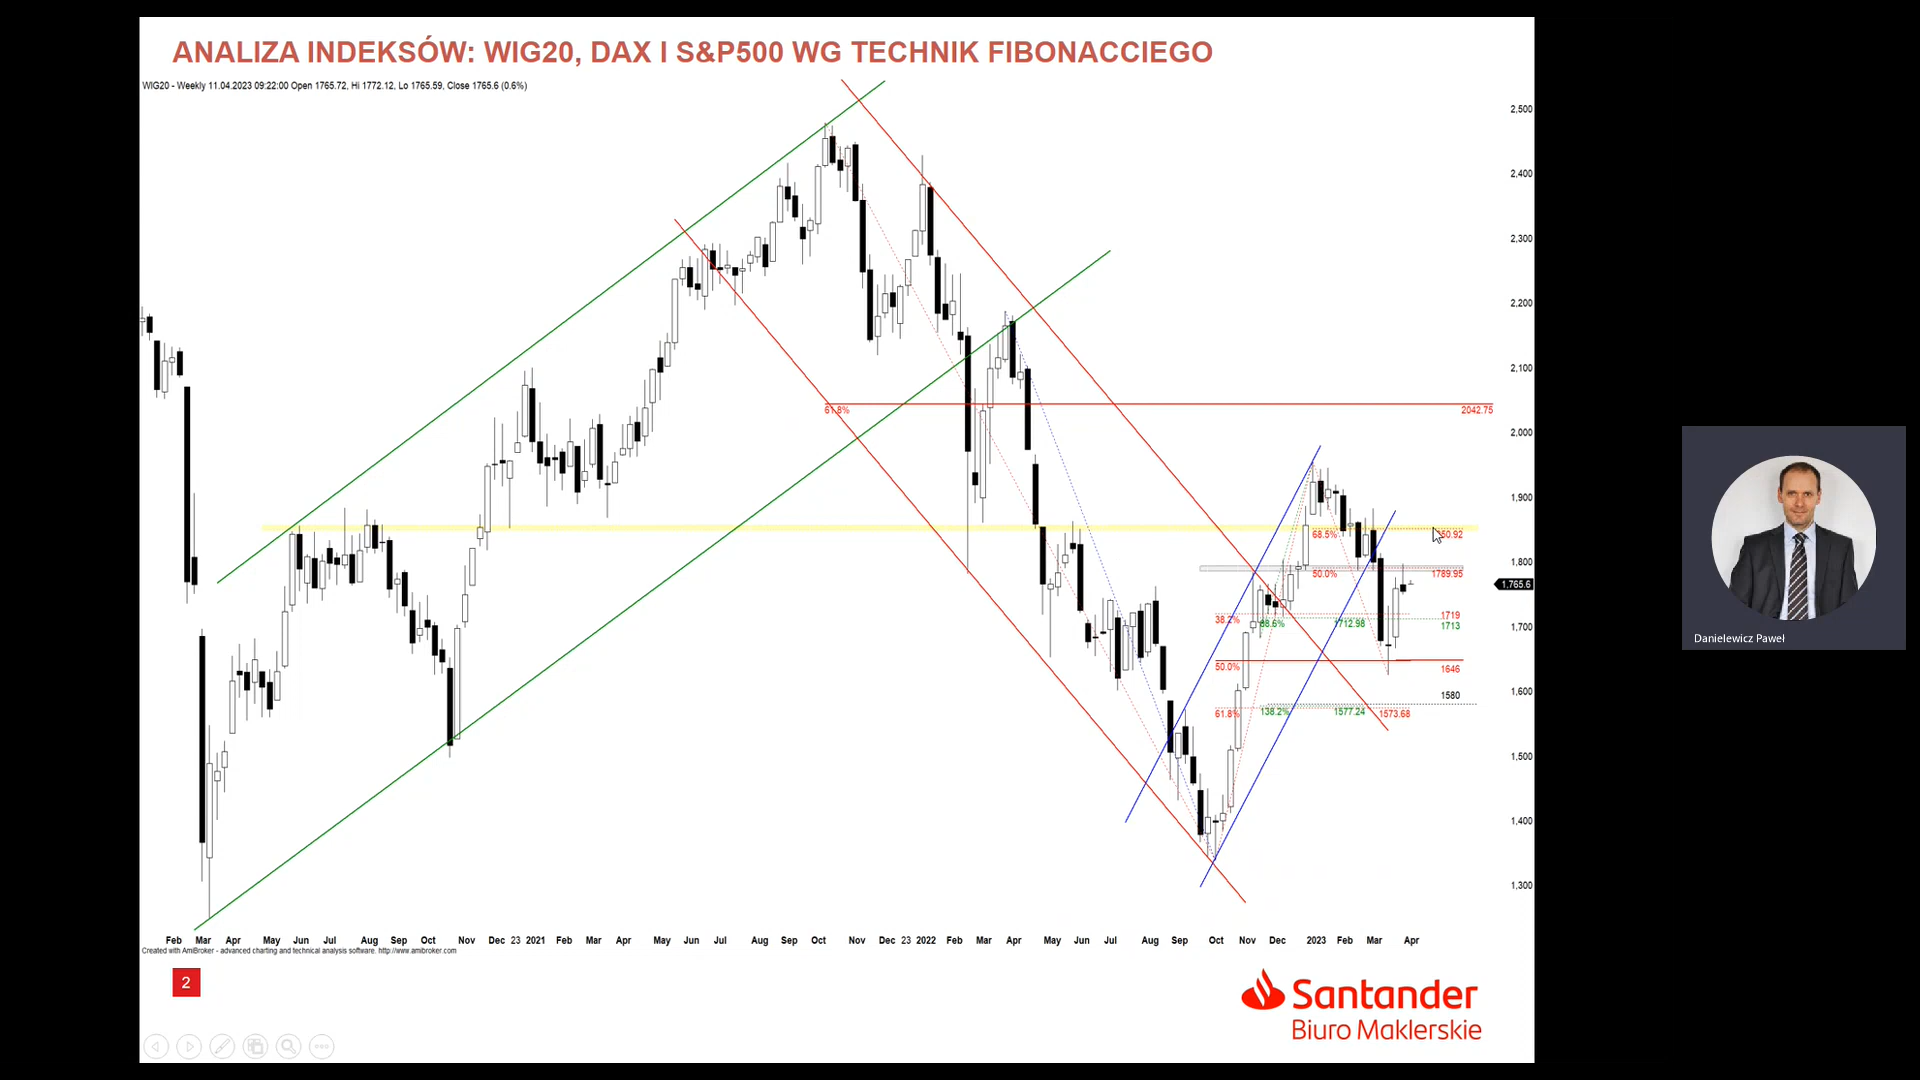 ANALIZA INDEKSÓW: WIG20, DAX I S&P500 WG TECHNIK FIBONACCIEGO
WIG20 - Weekly 11.04.2023 09:22:00 Open 1765.72, Hi 1772.12, Lo 1765.59, Close 1765.6 (0.6%)
2,500
2,400
2,300
2,200
2,100
61.8% 2042.75
2,000
1,900
68.5% 50.92
1,800
50.0% 1789.95
1,765.6
38.2% 1719
88.6% 1712.98 1713
1,700
50.0% 1646
1,600
1580
61.8% 138.2% 1577.24 1573.68
1,500
1,400
1,300
Feb Mar Apr May Jun Jul Aug Sep Oct Nov Dec 23 2021 Feb Mar Apr May Jun Jul Aug Sep Oct Nov Dec 23 2022 Feb Mar Apr May Jun Jul Aug Sep Oct Nov Dec 2023 Feb Mar Apr
Created with AmiBroker - advanced charting and technical analysis software. http://www.amibroker.com
2
Santander
Biuro Maklerskie
Danielewicz Paweł